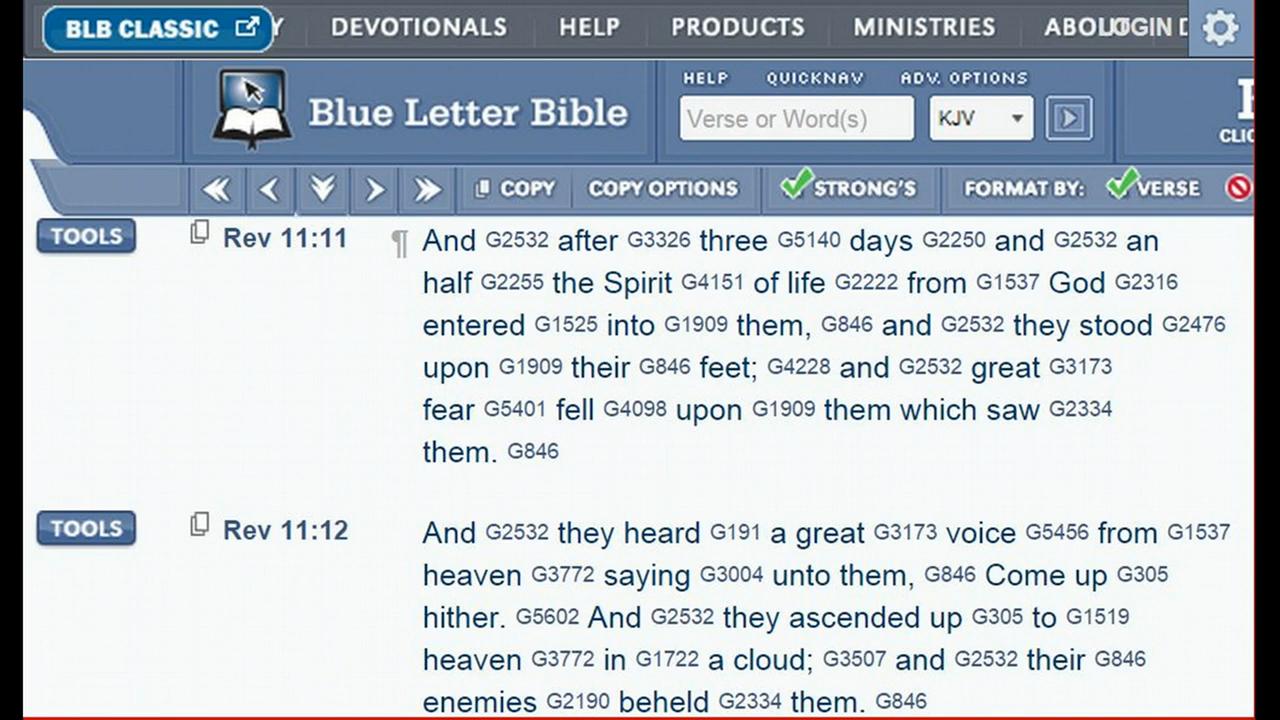 BLB CLASSIC Y DEVOTIONALS HELP PRODUCTS MINISTRIES LOGIN
HELP QUICKNAV ADV. OPTIONS
Blue Letter Bible Verse or Word(s) KJV
CLIC
COPY COPY OPTIONS STRONG'S FORMAT BY: VERSE
TOOLS Rev 11:11 ¶ And G2532 after G3326 three G5140 days G2250 and G2532 an
half G2255 the Spirit G4151 of life G2222 from G1537 God G2316
entered G1525 into G1909 them, G846 and G2532 they stood G2476
upon G1909 their G846 feet; G4228 and G2532 great G3173
fear G5401 fell G4098 upon G1909 them which saw G2334
them. G846
TOOLS Rev 11:12 And G2532 they heard G191 a great G3173 voice G5456 from G1537
heaven G3772 saying G3004 unto them, G846 Come up G305
hither. G5602 And G2532 they ascended up G305 to G1519
heaven G3772 in G1722 a cloud; G3507 and G2532 their G846
enemies G2190 beheld G2334 them. G846